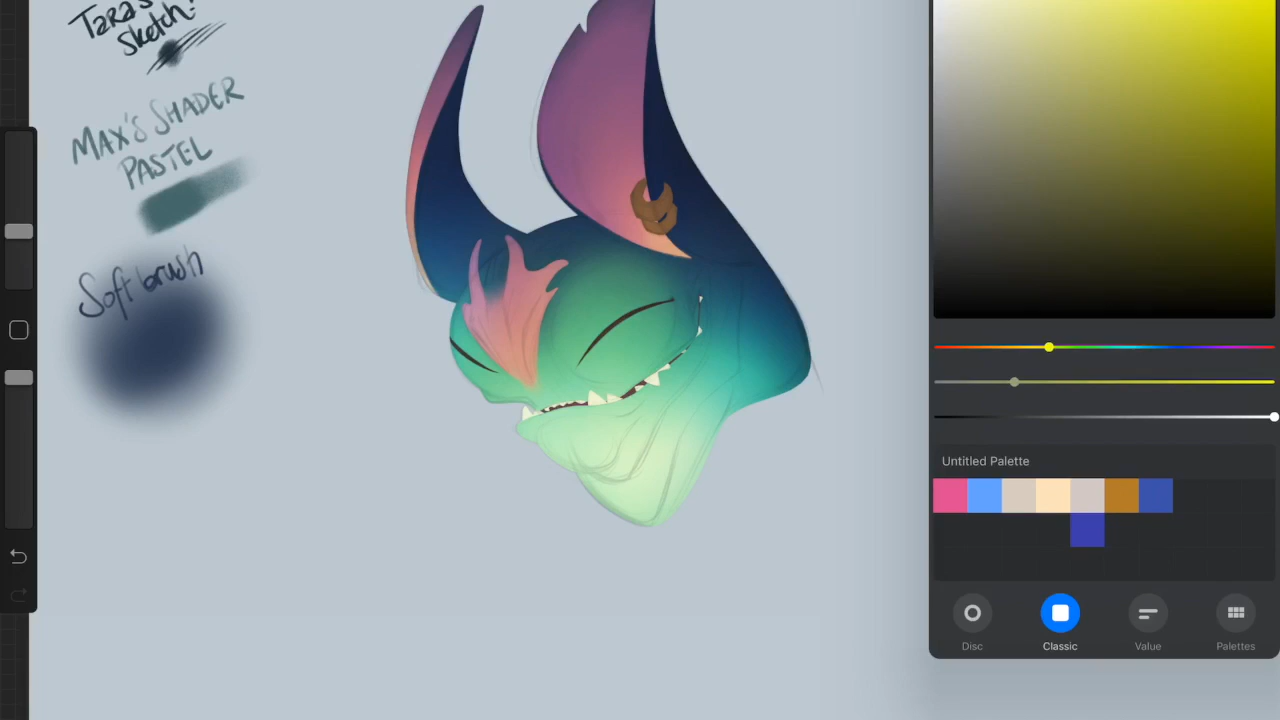 Tara's
Sketch!
MAX'S SHADER
PASTEL
Soft brush
Untitled Palette
Disc
Classic
Value
Palettes